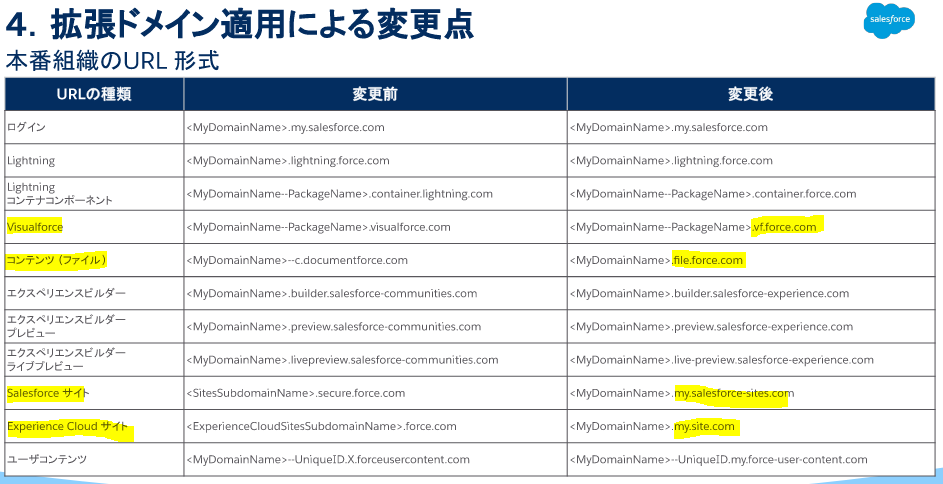 4．拡張ドメイン適用による変更点
salesforce
本番組織のURL 形式
URLの種類 変更前 変更後
ログイン <MyDomainName>.my.salesforce.com <MyDomainName>.my.salesforce.com
Lightning <MyDomainName>.lightning.force.com <MyDomainName>.lightning.force.com
Lightning
コンテナコンポーネント <MyDomainName--PackageName>.container.lightning.com <MyDomainName--PackageName>.container.force.com
Visualforce <MyDomainName--PackageName>.visualforce.com <MyDomainName--PackageName>.vf.force.com
コンテンツ（ファイル） <MyDomainName>--c.documentforce.com <MyDomainName>.file.force.com
エクスペリエンスビルダー <MyDomainName>.builder.salesforce-communities.com <MyDomainName>.builder.salesforce-experience.com
エクスペリエンスビルダー
プレビュー <MyDomainName>.preview.salesforce-communities.com <MyDomainName>.preview.salesforce-experience.com
エクスペリエンスビルダー
ライブプレビュー <MyDomainName>.livepreview.salesforce-communities.com <MyDomainName>.live-preview.salesforce-experience.com
Salesforce サイト <SitesSubdomainName>.secure.force.com <MyDomainName>.my.salesforce-sites.com
Experience Cloud サイト <ExperienceCloudSitesSubdomainName>.force.com <MyDomainName>.my.site.com
ユーザコンテンツ <MyDomainName>--UniqueID.X.forceusercontent.com <MyDomainName>--UniqueID.my.force-user-content.com